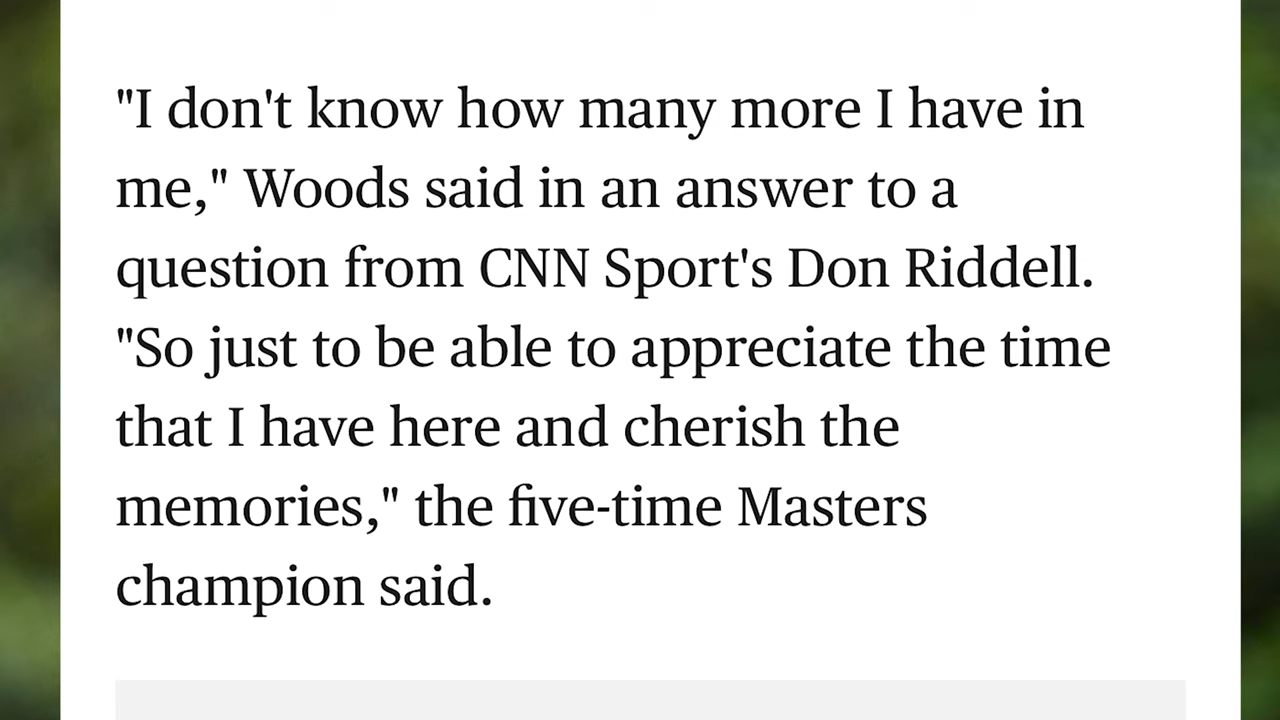 "I don't know how many more I have in
me," Woods said in an answer to a
question from CNN Sport's Don Riddell.
"So just to be able to appreciate the time
that I have here and cherish the
memories," the five-time Masters
champion said.